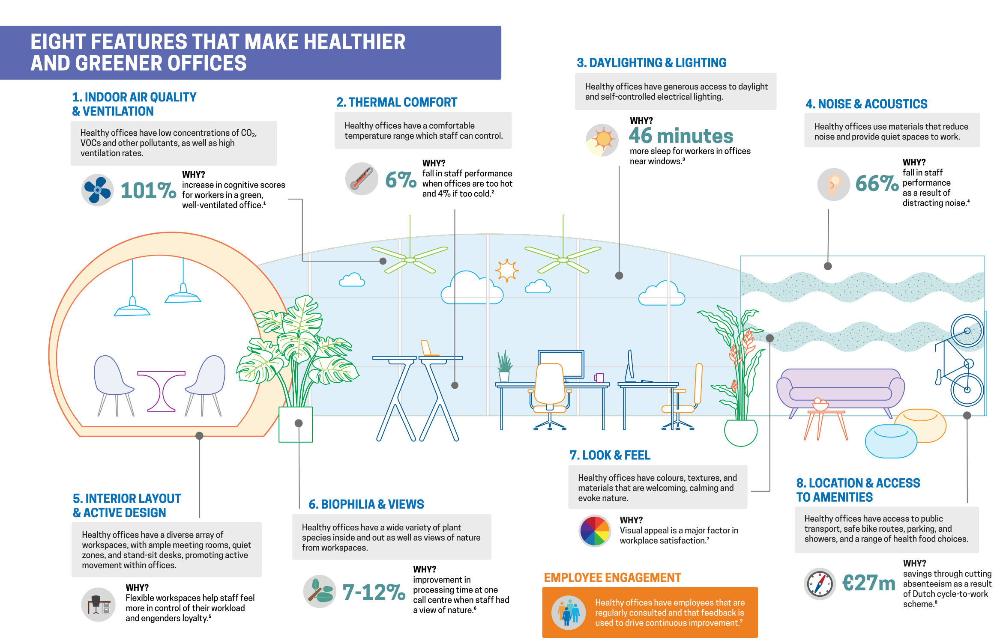 EIGHT FEATURES THAT MAKE HEALTHIER
AND GREENER OFFICES
1. INDOOR AIR QUALITY
& VENTILATION
Healthy offices have low concentrations of CO₂,
VOCs and other pollutants, as well as high
ventilation rates.
101%
WHY?
increase in cognitive scores
for workers in a green,
well-ventilated office.¹
2. THERMAL COMFORT
Healthy offices have a comfortable
temperature range which staff can control.
6%
WHY?
fall in staff performance
when offices are too hot
and 4% if too cold.²
3. DAYLIGHTING & LIGHTING
Healthy offices have generous access to daylight
and self-controlled electrical lighting.
WHY?
46 minutes
more sleep for workers in offices
near windows.³
4. NOISE & ACOUSTICS
Healthy offices use materials that reduce
noise and provide quiet spaces to work.
66%
WHY?
fall in staff
performance
as a result of
distracting noise.⁴
5. INTERIOR LAYOUT
& ACTIVE DESIGN
Healthy offices have a diverse array of
workspaces, with ample meeting rooms, quiet
zones, and stand-sit desks, promoting active
movement within offices.
WHY?
Flexible workspaces help staff feel
more in control of their workload
and engenders loyalty.⁵
6. BIOPHILIA & VIEWS
Healthy offices have a wide variety of plant
species inside and out as well as views of nature
from workspaces.
7-12%
WHY?
improvement in
processing time at one
call centre when staff had
a view of nature.⁶
7. LOOK & FEEL
Healthy offices have colours, textures, and
materials that are welcoming, calming and
evoke nature.
WHY?
Visual appeal is a major factor in
workplace satisfaction.⁷
EMPLOYEE ENGAGEMENT
Healthy offices have employees that are
regularly consulted and that feedback is
used to drive continuous improvement.⁹
8. LOCATION & ACCESS
TO AMENITIES
Healthy offices have access to public
transport, safe bike routes, parking, and
showers, and a range of health food choices.
N
W E
S
€27m
WHY?
savings through cutting
absenteeism as a result
of Dutch cycle-to-work
scheme.⁸